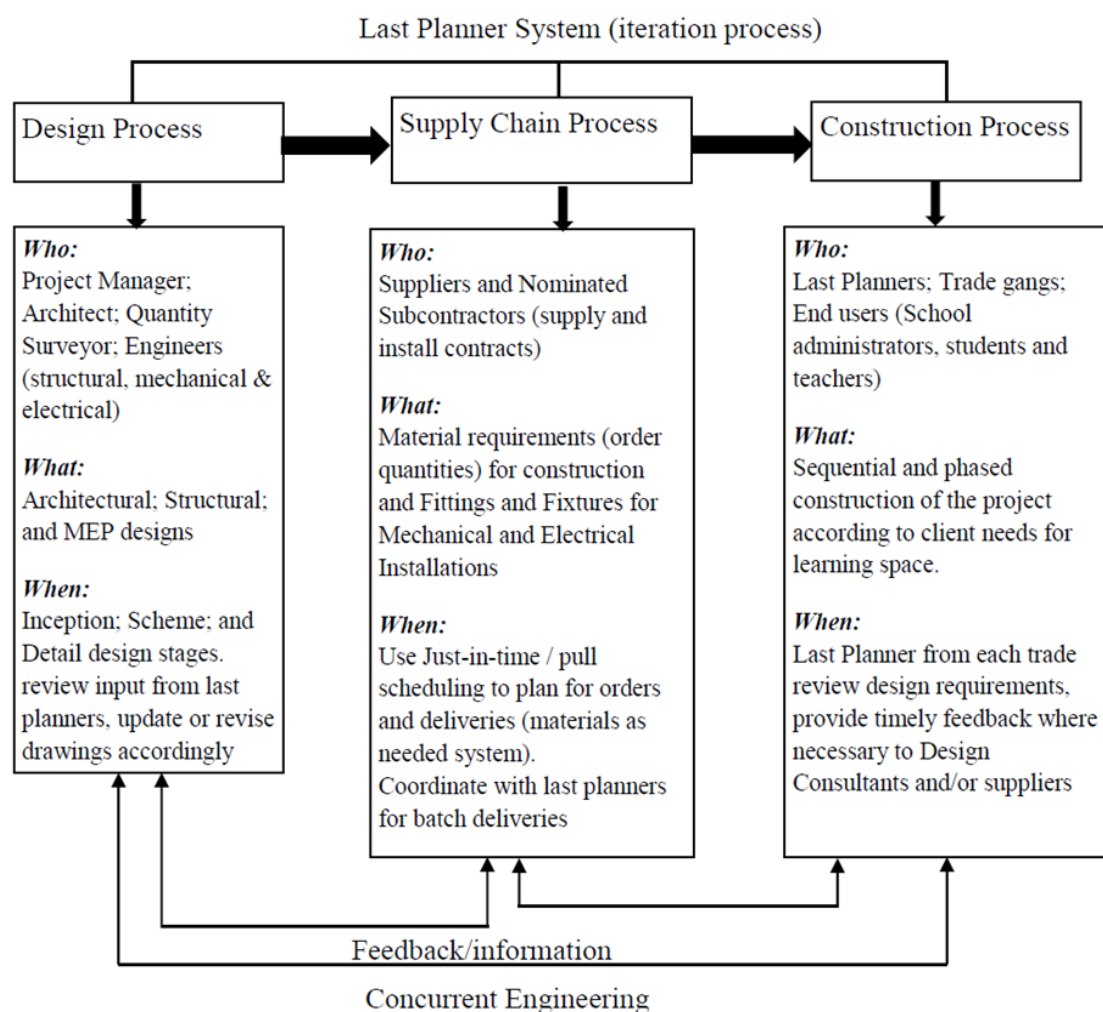 Last Planner System (iteration process)
Design Process
Supply Chain Process
Construction Process
Who:
Project Manager;
Architect; Quantity
Surveyor; Engineers
(structural, mechanical &
electrical)
What:
Architectural; Structural;
and MEP designs
When:
Inception; Scheme; and
Detail design stages.
review input from last
planners, update or revise
drawings accordingly
Who:
Suppliers and Nominated
Subcontractors (supply and
install contracts)
What:
Material requirements (order
quantities) for construction
and Fittings and Fixtures for
Mechanical and Electrical
Installations
When:
Use Just-in-time / pull
scheduling to plan for orders
and deliveries (materials as
needed system).
Coordinate with last planners
for batch deliveries
Who:
Last Planners; Trade gangs;
End users (School
administrators, students and
teachers)
What:
Sequential and phased
construction of the project
according to client needs for
learning space.
When:
Last Planner from each trade
review design requirements,
provide timely feedback where
necessary to Design
Consultants and/or suppliers
Feedback/information
Concurrent Engineering